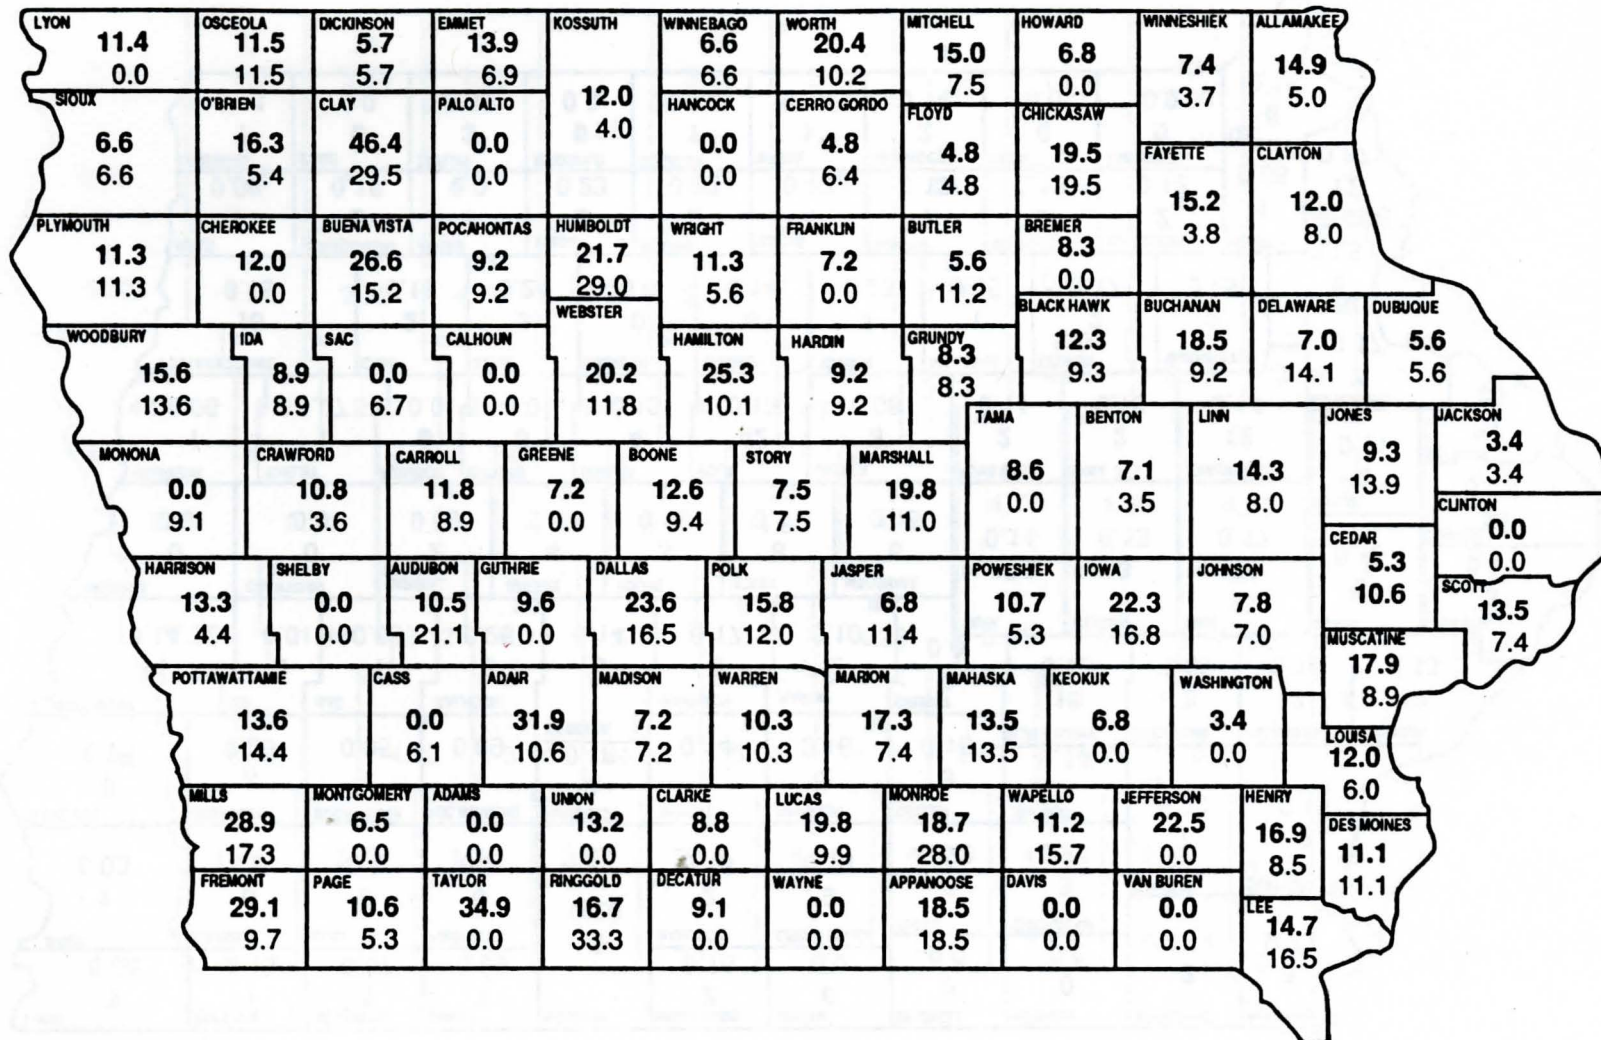 LYON OSCEOLA DICKINSON EMMET KOSSUTH WINNEBAGO WORTH MITCHELL HOWARD WINNESHIEK ALLAMAKEE
11.4 11.5 5.7 13.9 12.0 6.6 20.4 15.0 6.8 7.4 14.9
0.0 11.5 5.7 6.9 4.0 6.6 10.2 7.5 0.0 3.7 5.0
SIOUX O'BRIEN CLAY PALO ALTO HANCOCK CERRO GORDO FLOYD CHICKASAW FAYETTE CLAYTON
6.6 16.3 46.4 0.0 0.0 4.8 4.8 19.5 15.2 12.0
6.6 5.4 29.5 0.0 0.0 6.4 4.8 19.5 3.8 8.0
PLYMOUTH CHEROKEE BUENA VISTA POCAHONTAS HUMBOLDT WRIGHT FRANKLIN BUTLER BREMER
11.3 12.0 26.6 9.2 21.7 11.3 7.2 5.6 8.3
11.3 0.0 15.2 9.2 29.0 5.6 0.0 11.2 0.0
WOODBURY IDA SAC CALHOUN WEBSTER HAMILTON HARDIN GRUNDY BLACK HAWK BUCHANAN DELAWARE DUBUQUE
15.6 8.9 0.0 0.0 20.2 25.3 9.2 8.3 12.3 18.5 7.0 5.6
13.6 8.9 6.7 0.0 11.8 10.1 9.2 8.3 9.3 9.2 14.1 5.6
TAMA BENTON LINN JONES JACKSON
8.6 7.1 14.3 9.3 3.4
0.0 3.5 8.0 13.9 3.4
MONONA CRAWFORD CARROLL GREENE BOONE STORY MARSHALL
0.0 10.8 11.8 7.2 12.6 7.5 19.8
9.1 3.6 8.9 0.0 9.4 7.5 11.0
CLINTON
0.0
0.0
HARRISON SHELBY AUDUBON GUTHRIE DALLAS POLK JASPER POWESHIEK IOWA JOHNSON CEDAR SCOTT
13.3 0.0 10.5 9.6 23.6 15.8 6.8 10.7 22.3 7.8 5.3 13.5
4.4 0.0 21.1 0.0 16.5 12.0 11.4 5.3 16.8 7.0 10.6 7.4
MUSCATINE
17.9
8.9
POTTAWATTAMIE CASS ADAIR MADISON WARREN MARION MAHASKA KEOKUK WASHINGTON
13.6 0.0 31.9 7.2 10.3 17.3 13.5 6.8 3.4
14.4 6.1 10.6 7.2 10.3 7.4 13.5 0.0 0.0
LOUISA
12.0
6.0
MILLS MONTGOMERY ADAMS UNION CLARKE LUCAS MONROE WAPELLO JEFFERSON HENRY DES MOINES
28.9 6.5 0.0 13.2 8.8 19.8 18.7 11.2 22.5 16.9 11.1
17.3 0.0 0.0 0.0 0.0 9.9 28.0 15.7 0.0 8.5 11.1
FREMONT PAGE TAYLOR RINGGOLD DECATUR WAYNE APPANOOSE DAVIS VAN BUREN LEE
29.1 10.6 34.9 16.7 9.1 0.0 18.5 0.0 0.0 14.7
9.7 5.3 0.0 33.3 0.0 0.0 18.5 0.0 0.0 16.5